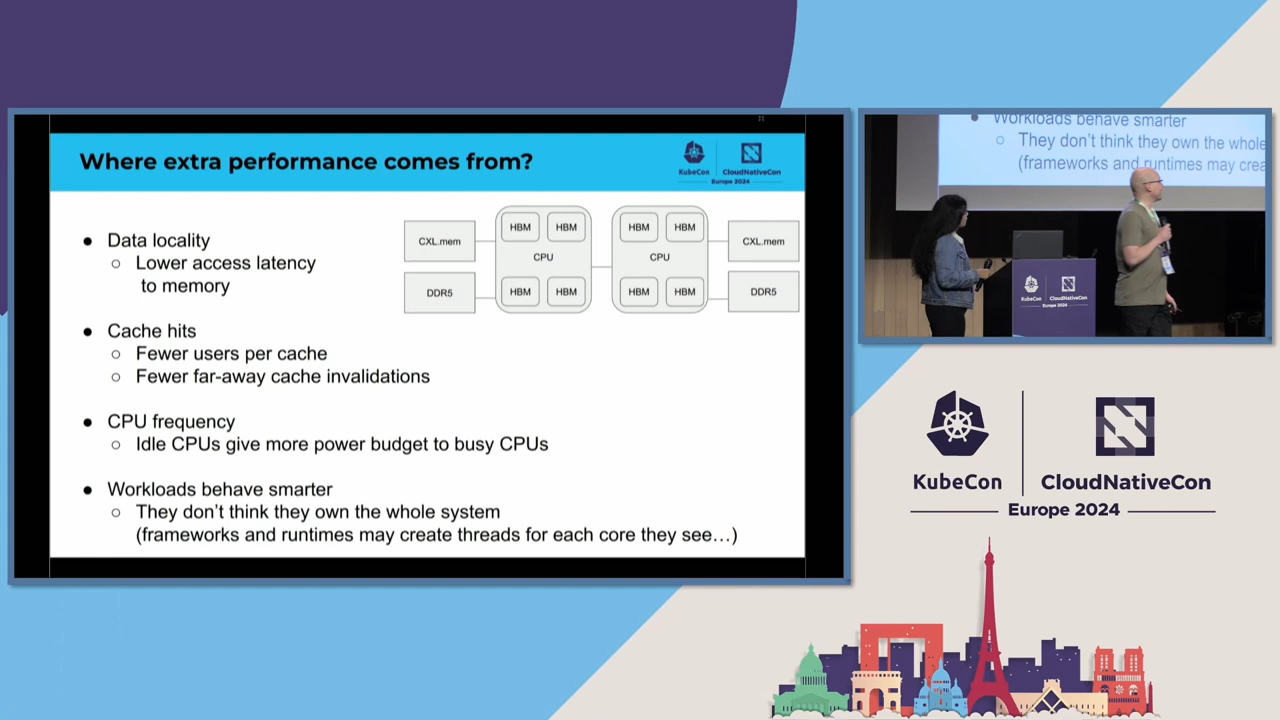 Where extra performance comes from?
KubeCon
CloudNativeCon
Europe 2024
● Data locality
○ Lower access latency
to memory
● Cache hits
○ Fewer users per cache
○ Fewer far-away cache invalidations
● CPU frequency
○ Idle CPUs give more power budget to busy CPUs
● Workloads behave smarter
○ They don't think they own the whole system
(frameworks and runtimes may create threads for each core they see…)
CXL.mem
DDR5
HBM HBM
CPU
HBM HBM
HBM HBM
CPU
HBM HBM
CXL.mem
DDR5
● Workloads behave smarter
○ They don't think they own the whole
(frameworks and runtimes may crea
KubeCon
CloudNativeCon
Europe 2024
KubeCon
CloudNativeCon
Europe 2024